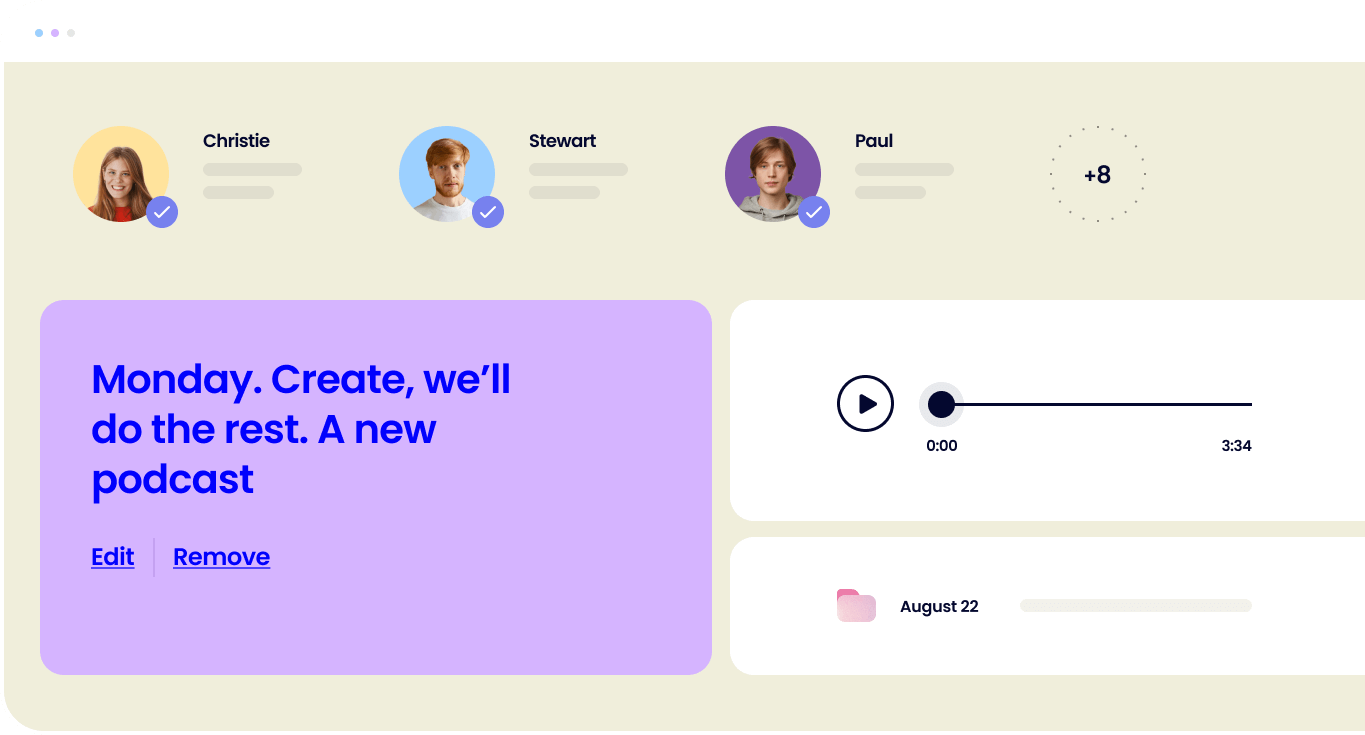 Christie
Stewart
Paul
+8
Monday. Create, we’ll
do the rest. A new
podcast
Edit
Remove
0:00
3:34
August 22